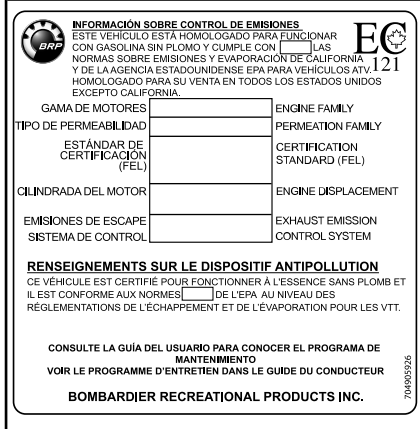 BRP
INFORMACIÓN SOBRE CONTROL DE EMISIONES
ESTE VEHÍCULO ESTÁ HOMOLOGADO PARA FUNCIONAR
CON GASOLINA SIN PLOMO Y CUMPLE CON LAS
NORMAS SOBRE EMISIONES Y EVAPORACIÓN DE CALIFORNIA
Y DE LA AGENCIA ESTADOUNIDENSE EPA PARA VEHÍCULOS ATV.
HOMOLOGADO PARA SU VENTA EN TODOS LOS ESTADOS UNIDOS
EXCEPTO CALIFORNIA.
EC
121
GAMA DE MOTORES ENGINE FAMILY
TIPO DE PERMEABILIDAD PERMEATION FAMILY
ESTÁNDAR DE CERTIFICATION
CERTIFICACIÓN STANDARD (FEL)
(FEL)
CILINDRADA DEL MOTOR ENGINE DISPLACEMENT
EMISIONES DE ESCAPE EXHAUST EMISSION
SISTEMA DE CONTROL CONTROL SYSTEM
RENSEIGNEMENTS SUR LE DISPOSITIF ANTIPOLLUTION
CE VÉHICULE EST CERTIFIÉ POUR FONCTIONNER À L'ESSENCE SANS PLOMB ET
IL EST CONFORME AUX NORMES DE L'EPA AU NIVEAU DES
RÉGLEMENTATIONS DE L'ÉCHAPPEMENT ET DE L'ÉVAPORATION POUR LES VTT.
CONSULTE LA GUÍA DEL USUARIO PARA CONOCER EL PROGRAMA DE
MANTENIMIENTO
VOIR LE PROGRAMME D'ENTRETIEN DANS LE GUIDE DU CONDUCTEUR
BOMBARDIER RECREATIONAL PRODUCTS INC.
704905926